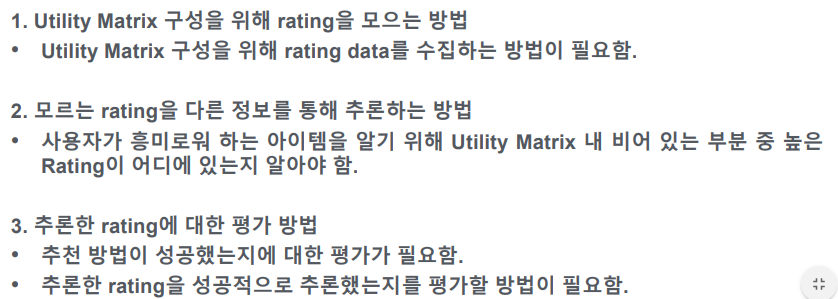 1. Utility Matrix 구성을 위해 rating을 모으는 방법
• Utility Matrix 구성을 위해 rating data를 수집하는 방법이 필요함.
2. 모르는 rating을 다른 정보를 통해 추론하는 방법
• 사용자가 흥미로워 하는 아이템을 알기 위해 Utility Matrix 내 비어 있는 부분 중 높은
Rating이 어디에 있는지 알아야 함.
3. 추론한 rating에 대한 평가 방법
• 추천 방법이 성공했는지에 대한 평가가 필요함.
• 추론한 rating을 성공적으로 추론했는지를 평가할 방법이 필요함.